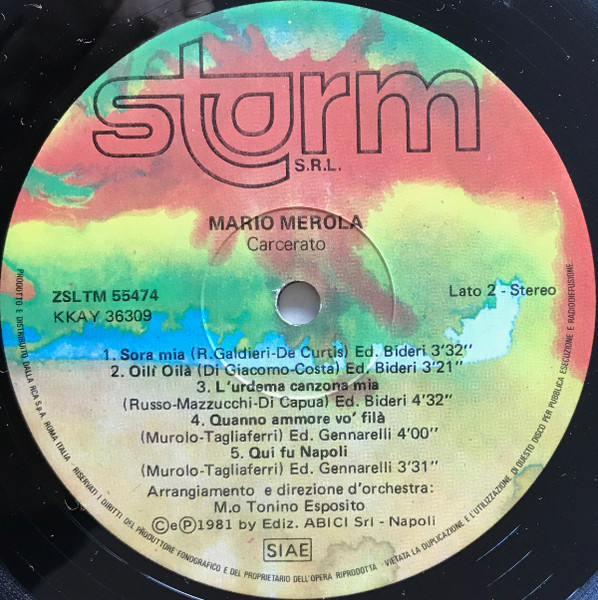 storm
S.R.L.
MARIO MEROLA
Carcerato
ZSLTM 55474
KKAY 36309
Lato 2 - Stereo
1. Sora mia (R.Galdieri-De Curtis) Ed. Bideri 3'32"
2. Oilí Oilà (Di Giacomo-Costa) Ed. Bideri 3'21"
3. L'urdema canzona mia
(Russo-Mazzucchi-Di Capua) Ed. Bideri 4'32"
4. Quanno ammore vo' filà
(Murolo-Tagliaferri) Ed. Gennarelli 4'00"
5. Qui fu Napoli
(Murolo-Tagliaferri) Ed. Gennarelli 3'31"
Arrangiamento e direzione d'orchestra:
M.o Tonino Esposito
©e℗1981 by Ediz. ABICI Srl - Napoli
SIAE
PRODOTTO E DISTRIBUITO DALLA RCA S.p.A. ROMA ITALIA - RISERVATI I DIRITTI DEL PRODUTTORE FONOGRAFICO E DEL PROPRIETARIO DELL'OPERA RIPRODOTTA - VIETATA LA DUPLICAZIONE E L'UTILIZZAZIONE DI QUESTO DISCO PER PUBBLICA ESECUZIONE E RADIODIFFUSIONE